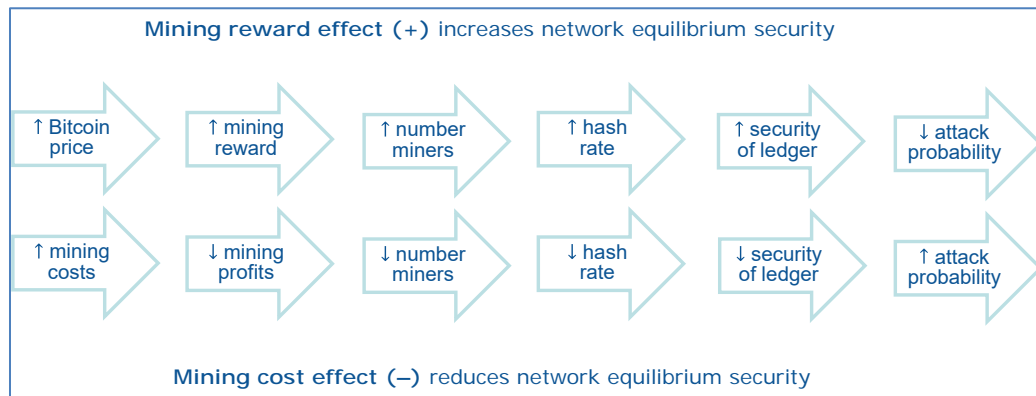 Mining reward effect (+) increases network equilibrium security
↑ Bitcoin
price
↑ mining
reward
↑ number
miners
↑ hash
rate
↑ security
of ledger
↓ attack
probability
↑ mining
costs
↓ mining
profits
↓ number
miners
↓ hash
rate
↓ security
of ledger
↑ attack
probability
Mining cost effect (–) reduces network equilibrium security